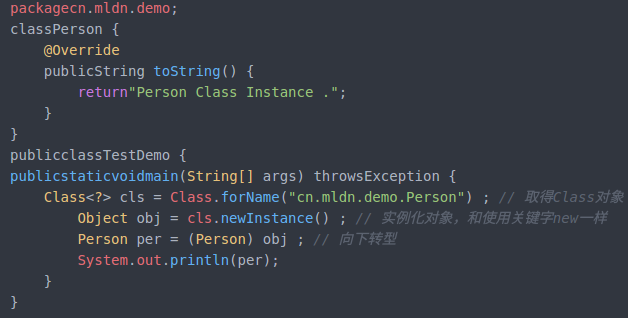 packagecn.mldn.demo;
classPerson {
    @Override
    publicString toString() {
        return"Person Class Instance .";
    }
}
publicclassTestDemo {
publicstaticvoidmain(String[] args) throwsException {
    Class<?> cls = Class.forName("cn.mldn.demo.Person") ; // 取得Class对象
        Object obj = cls.newInstance() ; // 实例化对象，和使用关键字new一样
        Person per = (Person) obj ; // 向下转型
        System.out.println(per);
    }
}